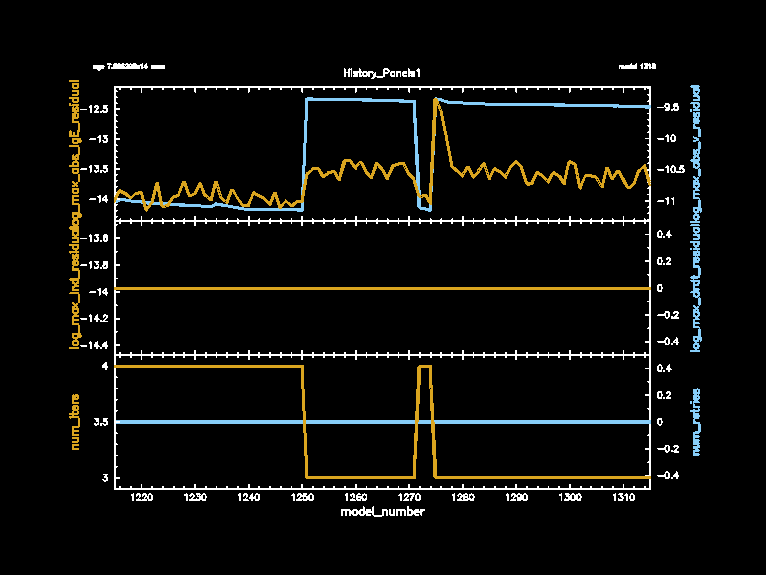 model 1315
History_Panels1
log_max_abs_lgE_residual
-12.5
-13
-13.5
-14
-9.5
-10
-10.5
-11
log_max_abs_v_residual
log_max_lnd_residual
-13.6
-13.8
-14
-14.2
-14.4
0.4
0.2
0
-0.2
-0.4
log_max_drdt_residual
num_iters
4
3.5
3
0.4
0.2
0
-0.2
-0.4
num_retries
1220 1230 1240 1250 1260 1270 1280 1290 1300 1310
model_number